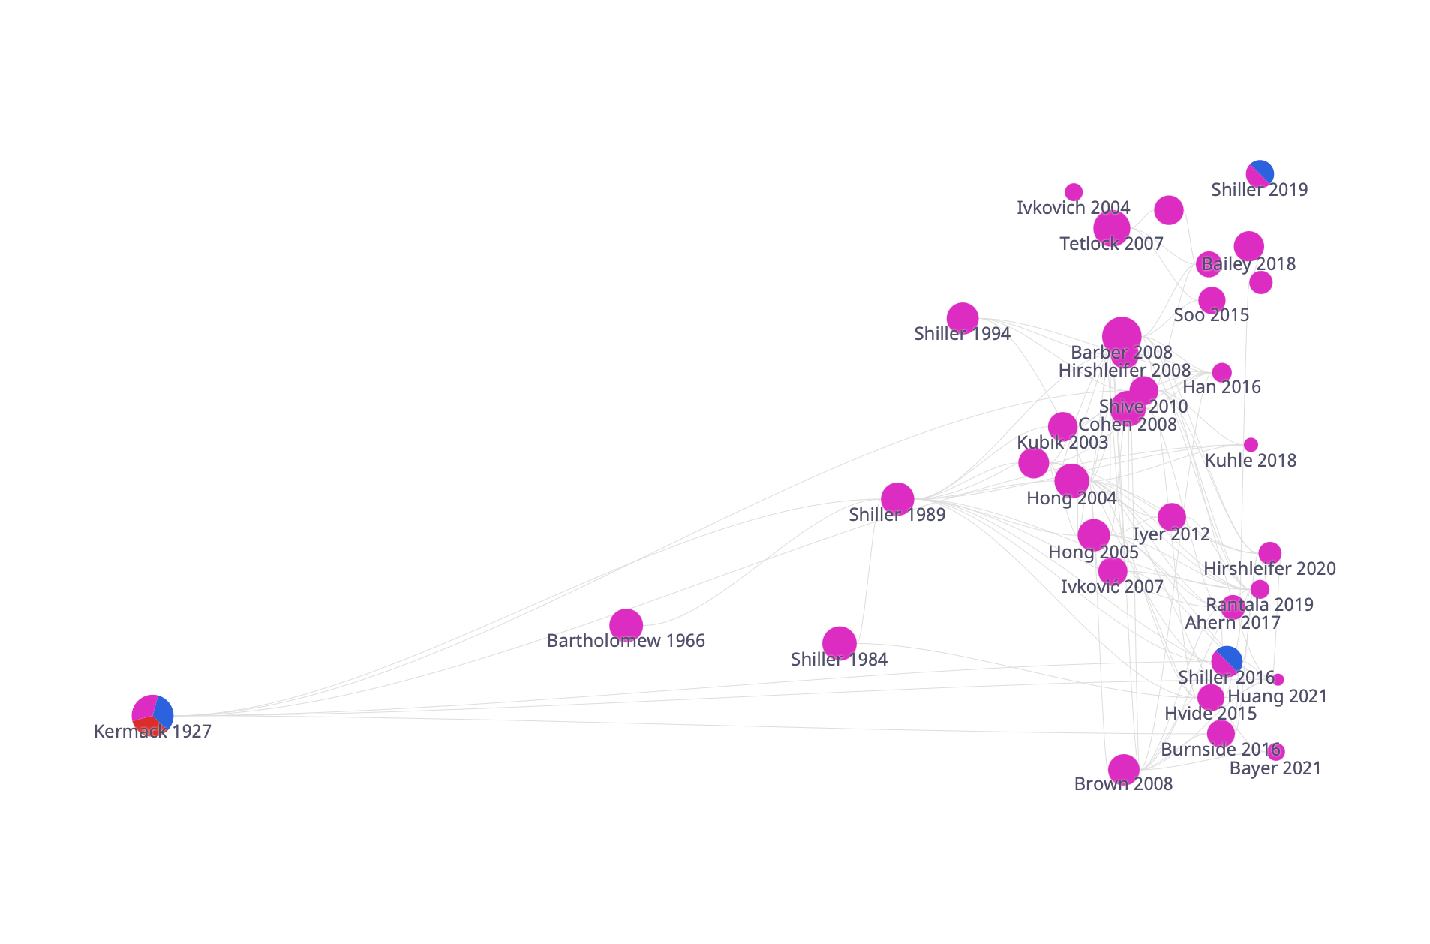 Shiller 2019
Ivkovich 2004
Tetlock 2007
Bailey 2018
Soo 2015
Shiller 1994
Barber 2008
Hirshleifer 2008
Han 2016
Shive 2010
Cohen 2008
Kubik 2003
Kuhle 2018
Hong 2004
Shiller 1989
Iyer 2012
Hong 2005
Hirshleifer 2020
Ivković 2007
Rantala 2019
Ahern 2017
Bartholomew 1966
Shiller 1984
Shiller 2016
Huang 2021
Hvide 2015
Kermack 1927
Burnside 2016
Bayer 2021
Brown 2008